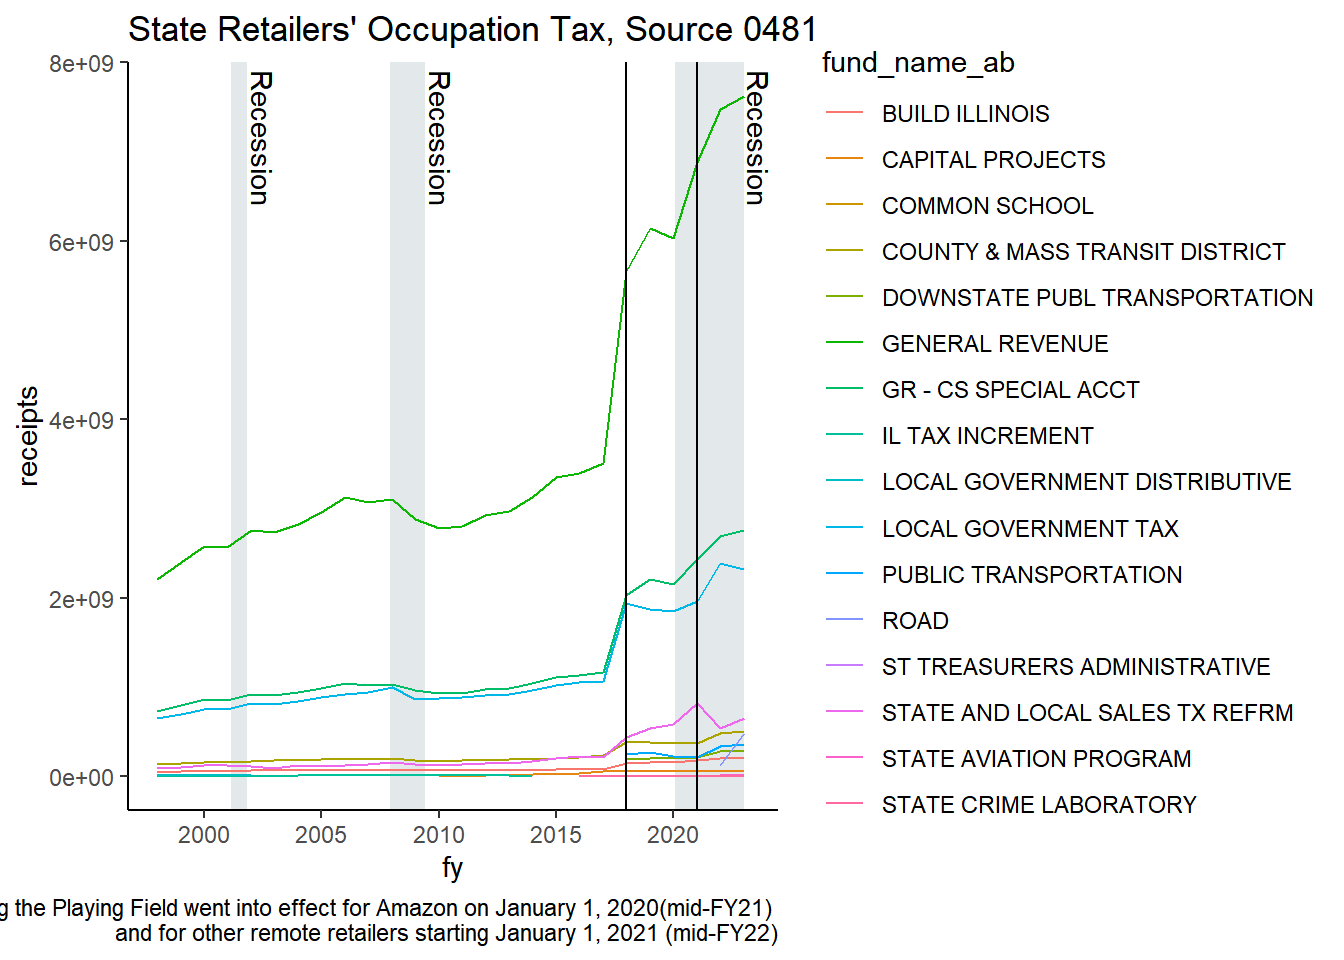 State Retailers' Occupation Tax, Source 0481
8e+09
6e+09
4e+09
2e+09
0e+00
receipts
Recession
Recession
Recession
2000
2005
2010
2015
2020
fy
fund_name_ab
BUILD ILLINOIS
CAPITAL PROJECTS
COMMON SCHOOL
COUNTY & MASS TRANSIT DISTRICT
DOWNSTATE PUBL TRANSPORTATION
GENERAL REVENUE
GR - CS SPECIAL ACCT
IL TAX INCREMENT
LOCAL GOVERNMENT DISTRIBUTIVE
LOCAL GOVERNMENT TAX
PUBLIC TRANSPORTATION
ROAD
ST TREASURERS ADMINISTRATIVE
STATE AND LOCAL SALES TX REFRM
STATE AVIATION PROGRAM
STATE CRIME LABORATORY
g the Playing Field went into effect for Amazon on January 1, 2020(mid-FY21)
and for other remote retailers starting January 1, 2021 (mid-FY22)